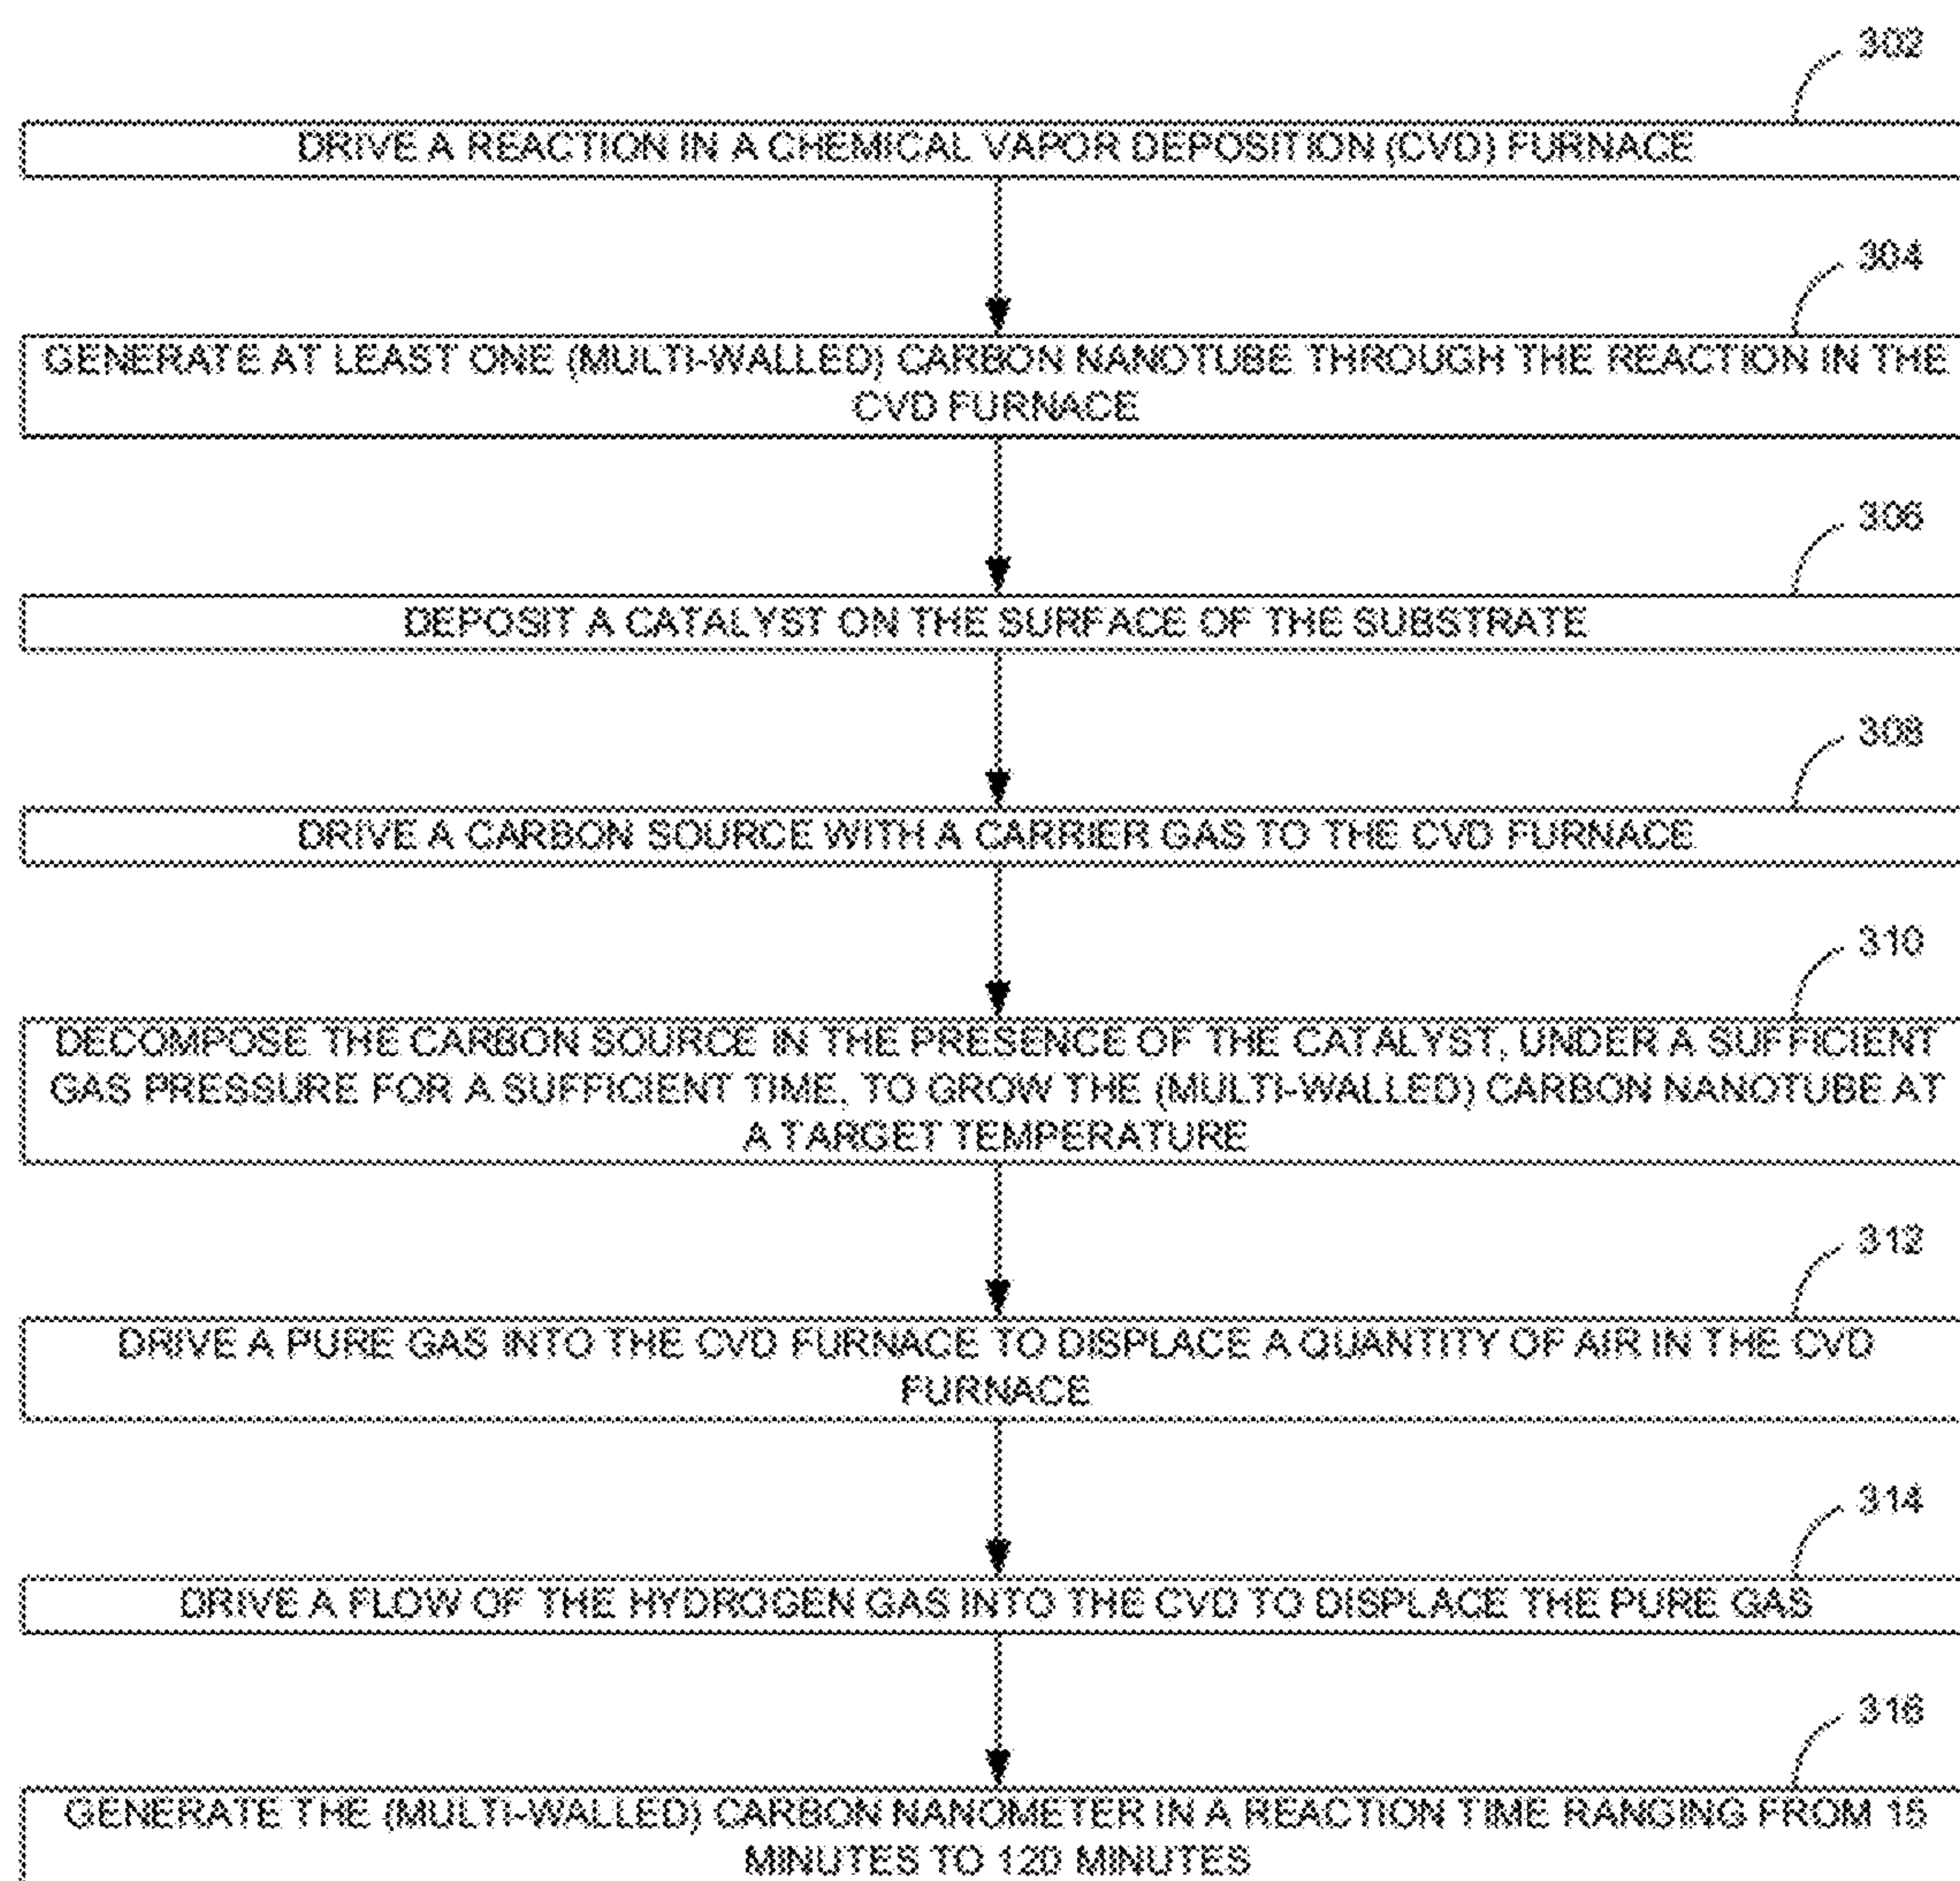 302
DRIVE A REACTION IN A CHEMICAL VAPOR DEPOSITION (CVD) FURNACE
304
GENERATE AT LEAST ONE (MULTI-WALLED) CARBON NANOTUBE THROUGH THE REACTION IN THE
CVD FURNACE
306
DEPOSIT A CATALYST ON THE SURFACE OF THE SUBSTRATE
308
DRIVE A CARBON SOURCE WITH A CARRIER GAS TO THE CVD FURNACE
310
DECOMPOSE THE CARBON SOURCE IN THE PRESENCE OF THE CATALYST, UNDER A SUFFICIENT
GAS PRESSURE FOR A SUFFICIENT TIME, TO GROW THE (MULTI-WALLED) CARBON NANOTUBE AT
A TARGET TEMPERATURE
312
DRIVE A PURE GAS INTO THE CVD FURNACE TO DISPLACE A QUANTITY OF AIR IN THE CVD
FURNACE
314
DRIVE A FLOW OF THE HYDROGEN GAS INTO THE CVD TO DISPLACE THE PURE GAS
316
GENERATE THE (MULTI-WALLED) CARBON NANOMETER IN A REACTION TIME RANGING FROM 15
MINUTES TO 120 MINUTES